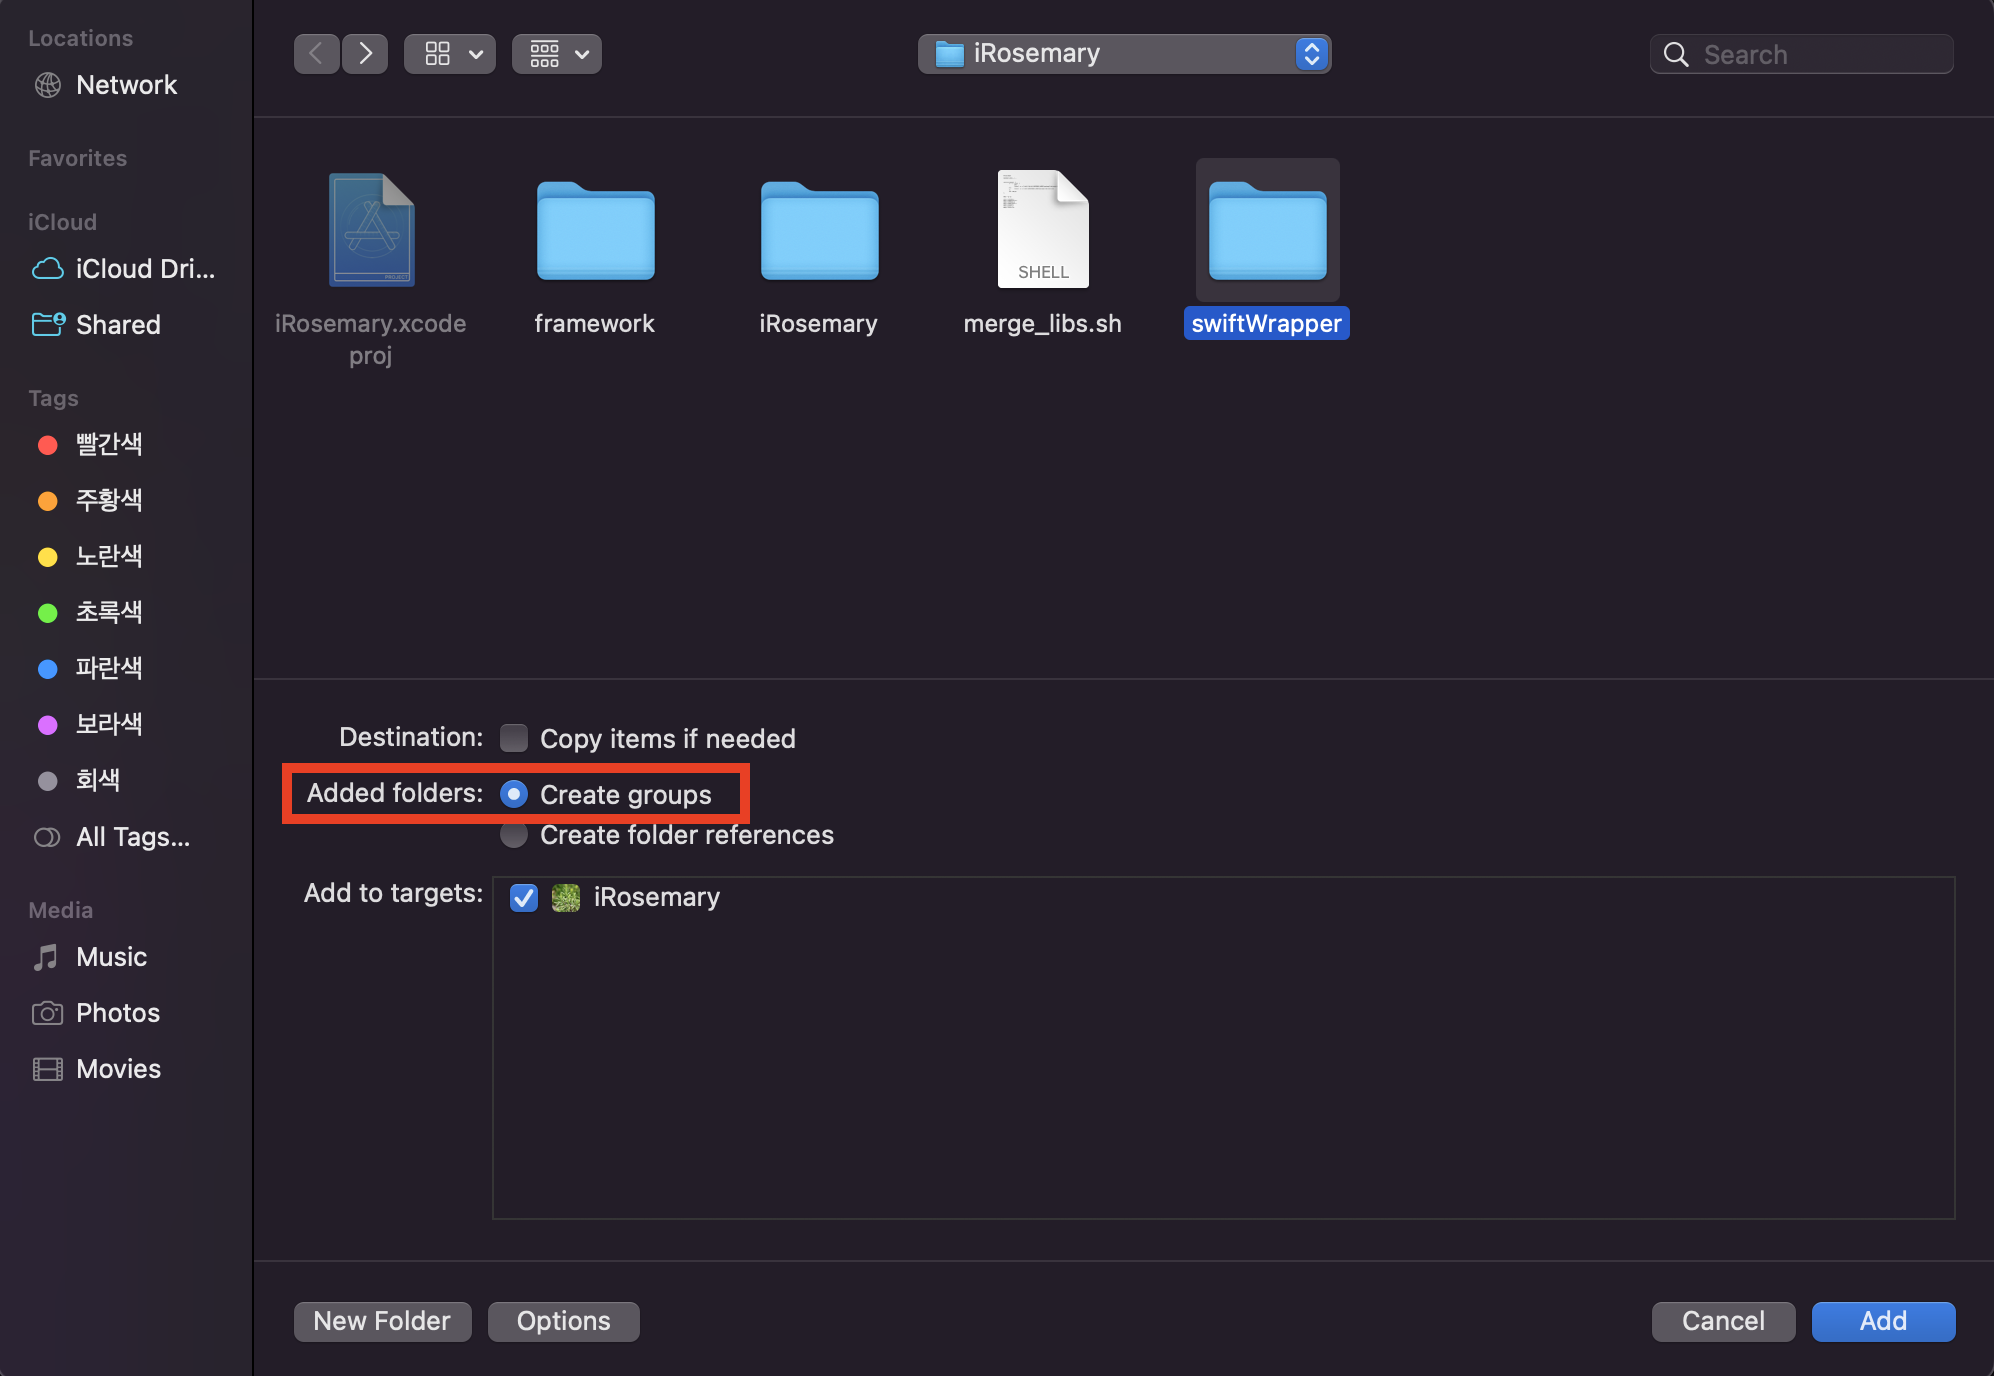 Locations
Network
Favorites
iCloud
iCloud Dri...
Shared
Tags
빨간색
주황색
노란색
초록색
파란색
보라색
회색
All Tags...
Media
Music
Photos
Movies
iRosemary
Search
iRosemary.xcode
proj
framework
iRosemary
SHELL
merge_libs.sh
swiftWrapper
Destination: Copy items if needed
Added folders: Create groups
Create folder references
Add to targets: iRosemary
New Folder
Options
Cancel
Add